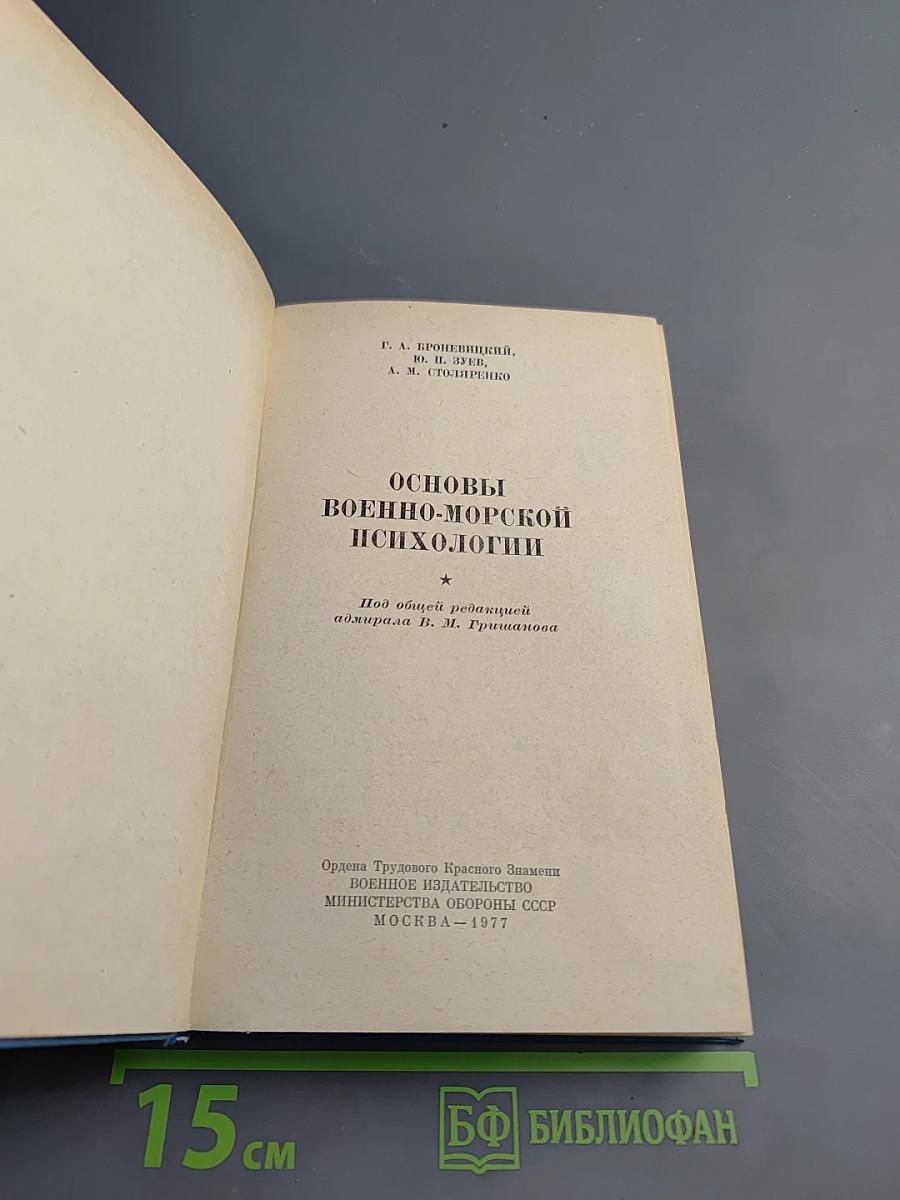 Г. А. БРОНЕВИЦКИЙ,
Ю. П. ЗУЕВ,
А. М. СТОЛЯРЕНКО
ОСНОВЫ
ВОЕННО-МОРСКОЙ
ПСИХОЛОГИИ
Под общей редакцией
адмирала В. М. Гришанова
Ордена Трудового Красного Знамени
ВОЕННОЕ ИЗДАТЕЛЬСТВО
МИНИСТЕРСТВА ОБОРОНЫ СССР
МОСКВА—1977
15 см
БФ БИБЛИОФАН